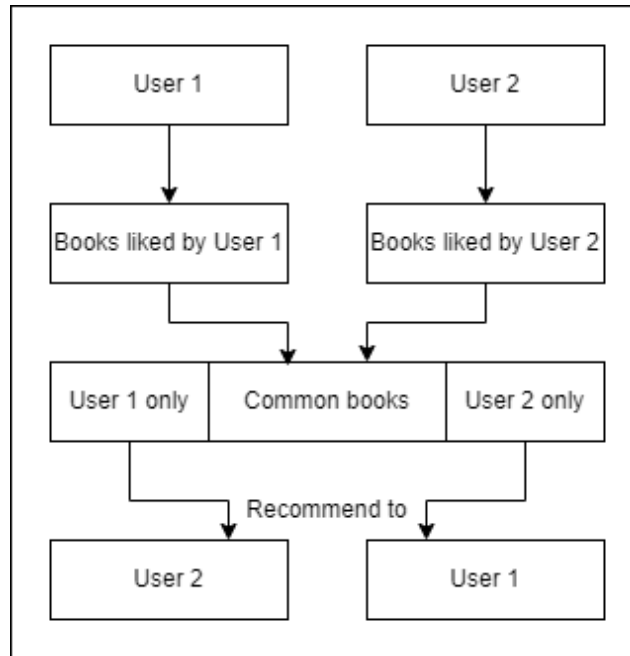 User 1
User 2
Books liked by User 1
Books liked by User 2
User 1 only
Common books
User 2 only
Recommend to
User 2
User 1